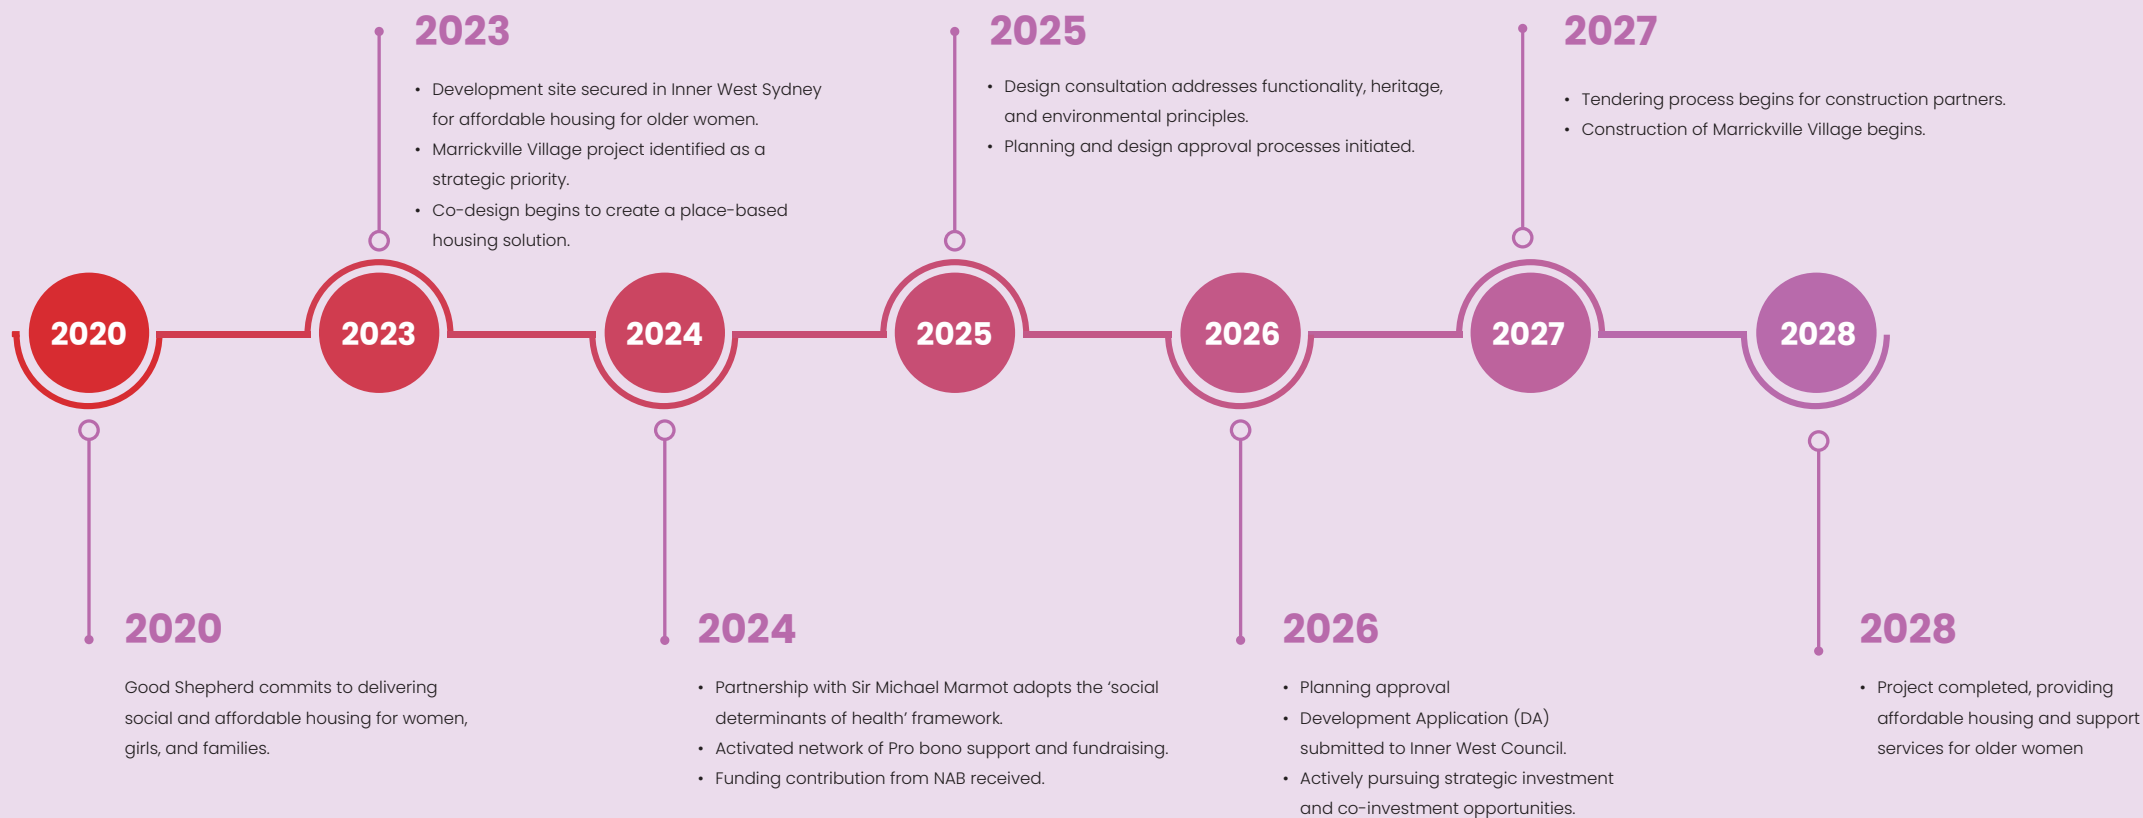 2023
• Development site secured in Inner West Sydney
for affordable housing for older women.
• Marrickville Village project identified as a
strategic priority.
• Co-design begins to create a place-based
housing solution.
2025
• Design consultation addresses functionality, heritage,
and environmental principles.
• Planning and design approval processes initiated.
2027
• Tendering process begins for construction partners.
• Construction of Marrickville Village begins.
2020
2023
2024
2025
2026
2027
2028
2020
Good Shepherd commits to delivering
social and affordable housing for women,
girls, and families.
2024
• Partnership with Sir Michael Marmot adopts the ‘social
determinants of health’ framework.
• Activated network of Pro bono support and fundraising.
• Funding contribution from NAB received.
2026
• Planning approval
• Development Application (DA)
submitted to Inner West Council.
• Actively pursuing strategic investment
and co-investment opportunities.
2028
• Project completed, providing
affordable housing and support
services for older women